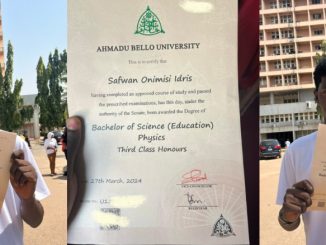 AHMADU BELLO UNIVERSITY
This is to certify that
Safwan Onimisi Idris
having completed an approved course of study and passed
the prescribed examinations, has this day, under the
authority of the Senate, been awarded the Degree of
Bachelor of Science (Education)
Physics
Third Class Honours
27th March, 2024
VICE-CHANCELLOR
REGISTRAR